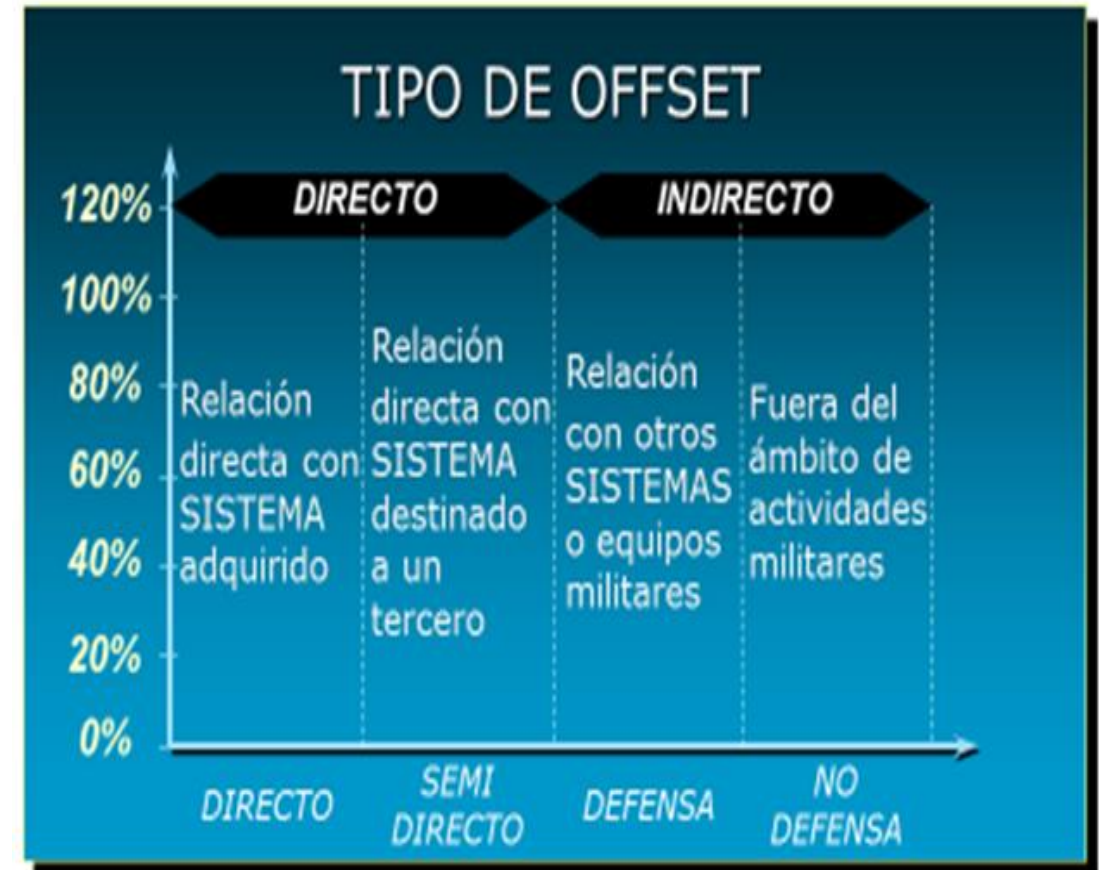 TIPO DE OFFSET
DIRECTO
INDIRECTO
120%
100%
80%
60%
40%
20%
0%
Relación
directa con
SISTEMA
adquirido
Relación
directa con
SISTEMA
destinado
a un
tercero
Relación
con otros
SISTEMAS
o equipos
militares
Fuera del
ámbito de
actividades
militares
DIRECTO
SEMI
DIRECTO
DEFENSA
NO
DEFENSA